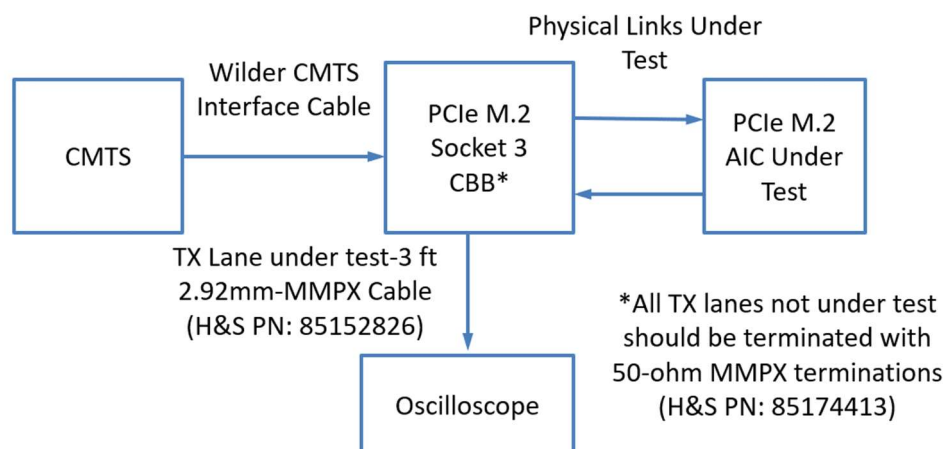 Physical Links Under
Test
Wilder CMTS
Interface Cable
CMTS
PCIe M.2
Socket 3
CBB*
PCIe M.2
AIC Under
Test
TX Lane under test-3 ft
2.92mm-MMPX Cable
(H&S PN: 85152826)
*All TX lanes not under test
should be terminated with
50-ohm MMPX terminations
(H&S PN: 85174413)
Oscilloscope